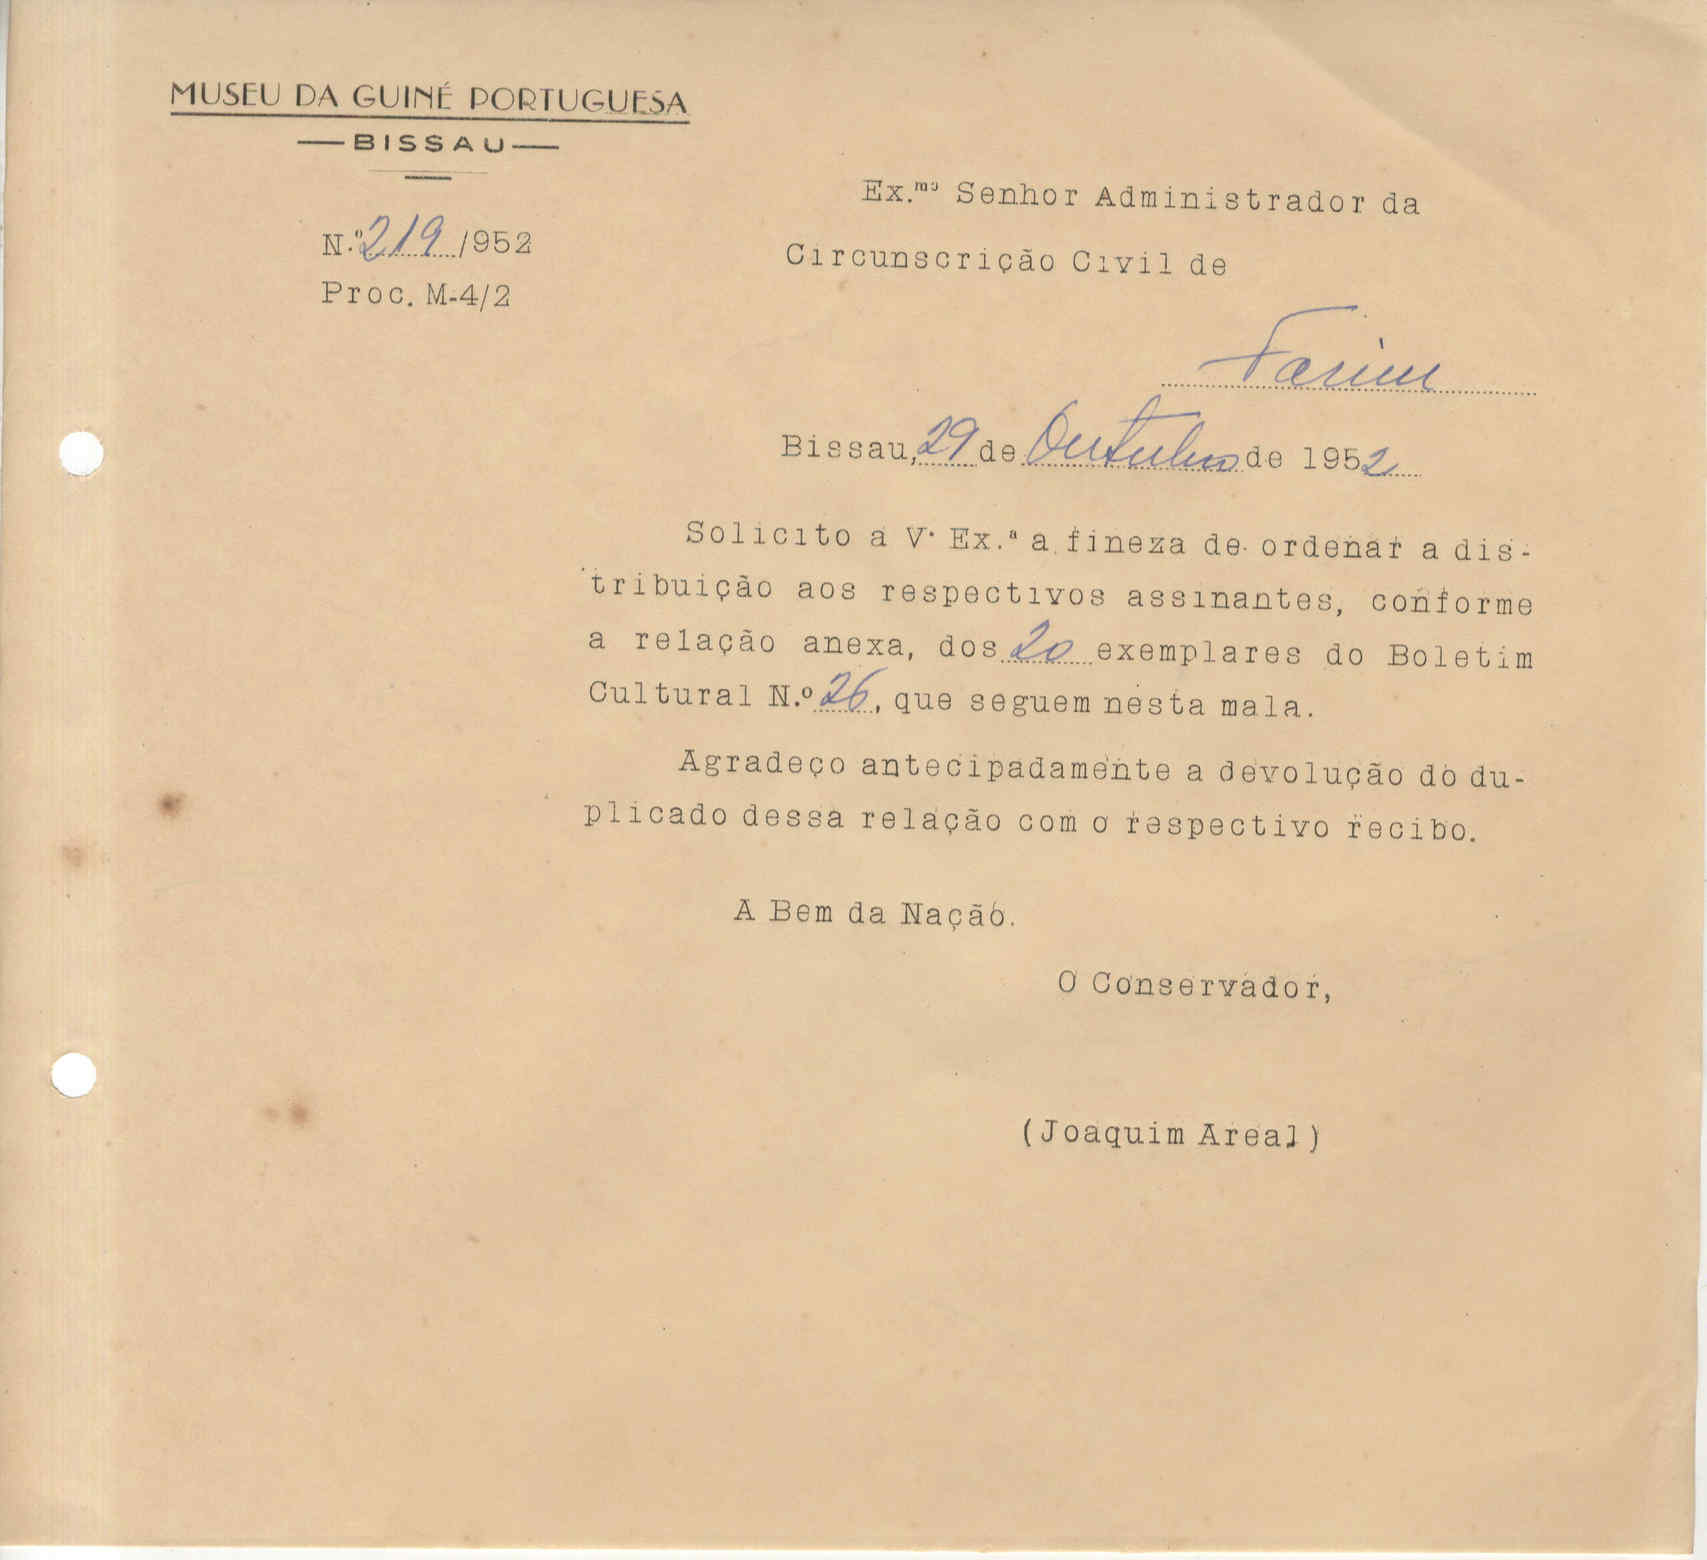 MUSEU DA GUINÉ PORTUGUESA
BISSAU
N.º 219 /952
Proc. M-4/2
Ex.mo Senhor Administrador da
Circunscrição Civil de
Farim
Bissau, 29 de Outubro de 1952
Solicito a V. Ex.ª a fineza de ordenar a dis-
tribuição aos respectivos assinantes, conforme
a relação anexa, dos 20 exemplares do Boletim
Cultural N.º 26, que seguem nesta mala.
Agradeço antecipadamente a devolução do du-
plicado dessa relação com o respectivo recibo.
A Bem da Nação.
O Conservador,
(Joaquim Areal)